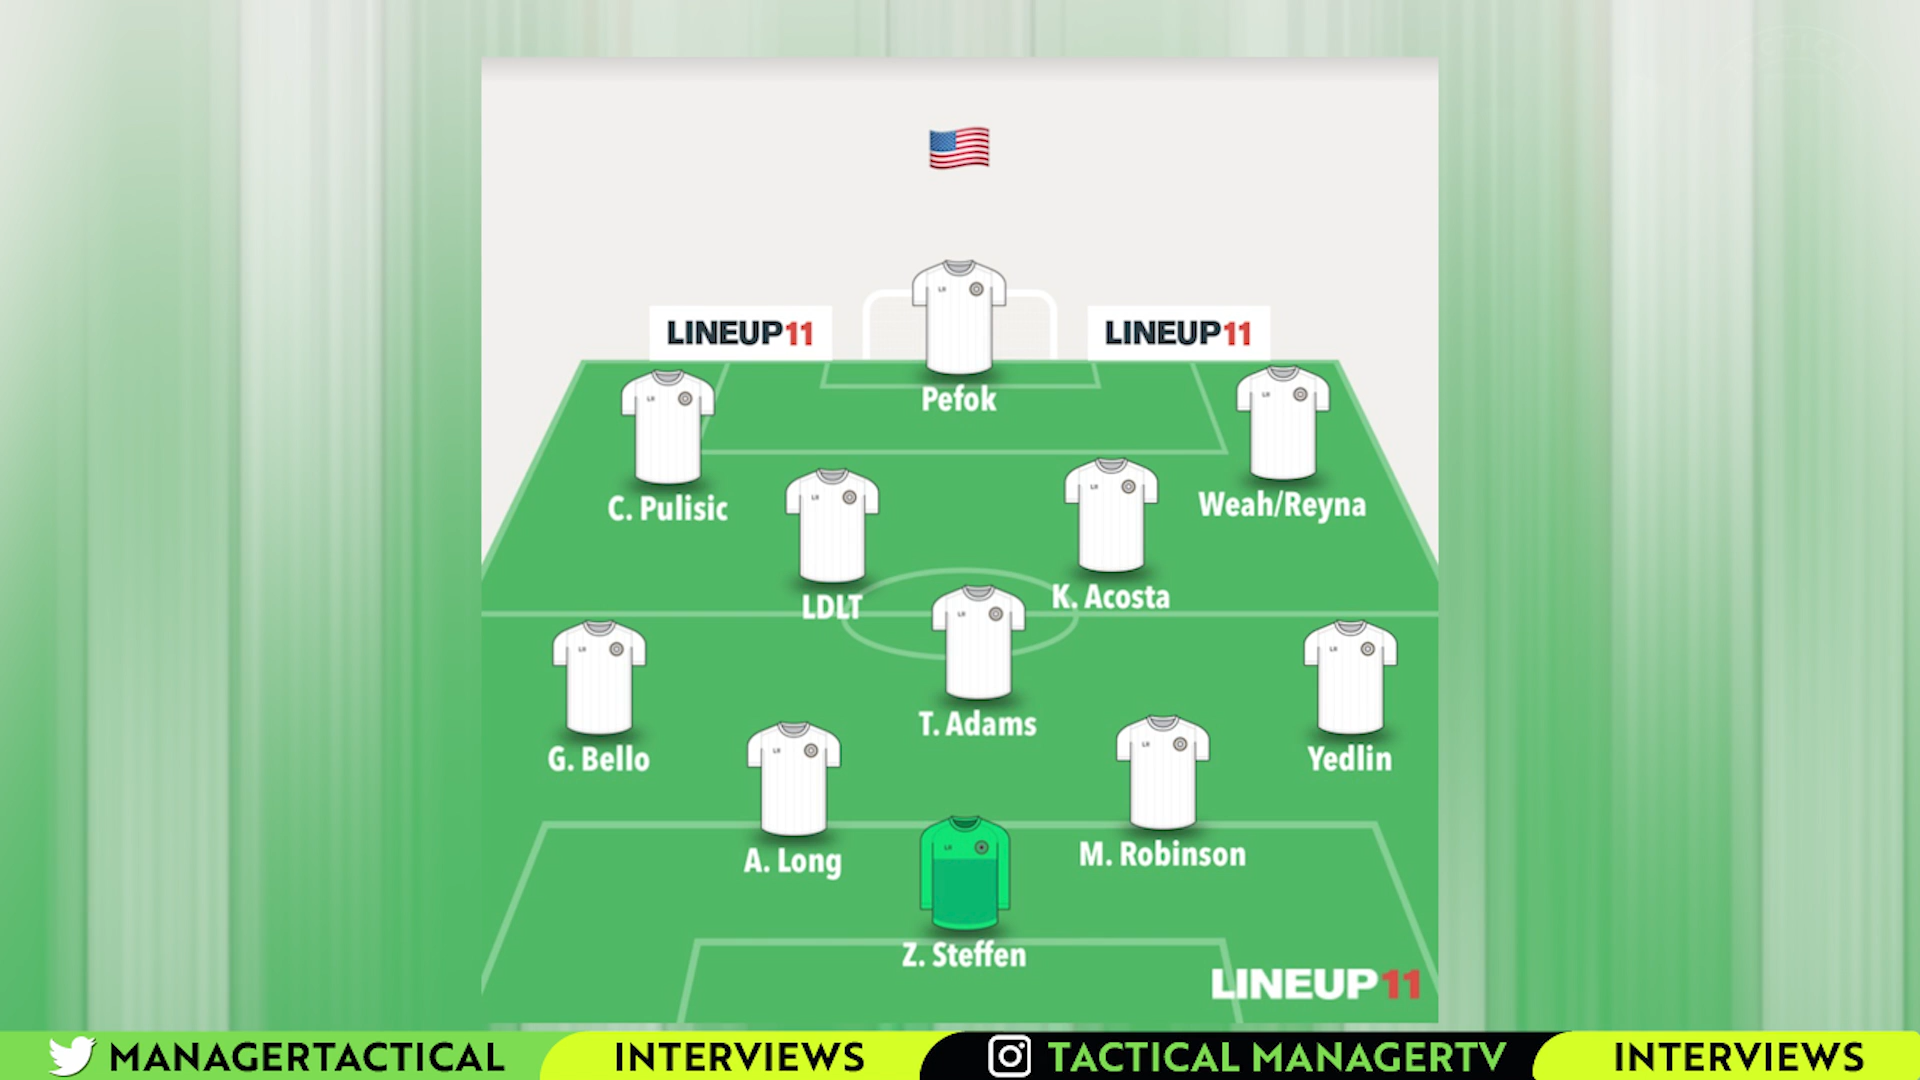 Pefok
LINEUP11
LINEUP11
C. Pulisic
Weah/Reyna
LDLT
K. Acosta
T. Adams
G. Bello
Yedlin
A. Long
M. Robinson
Z. Steffen
LINEUP11
MANAGERTACTICAL INTERVIEWS TACTICAL MANAGERTV INTERVIEWS